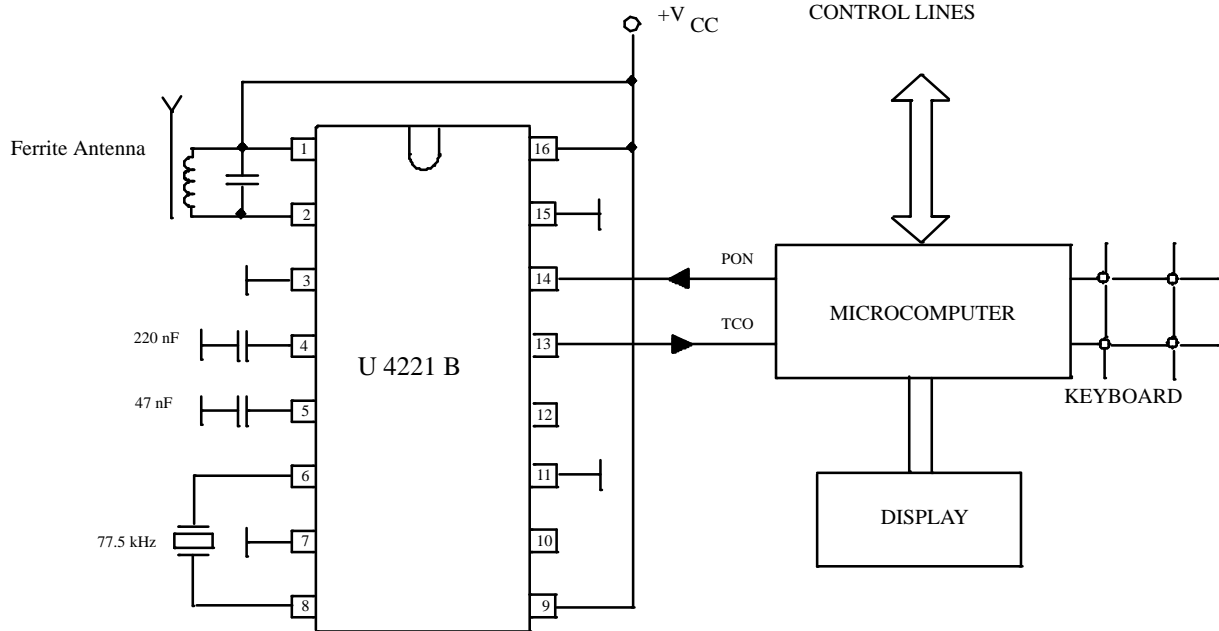 +V CC
CONTROL LINES
Ferrite Antenna
1
16
2
15
3
14
PON
220 nF
4
13
TCO
MICROCOMPUTER
U 4221 B
47 nF
5
12
KEYBOARD
6
11
77.5 kHz
7
10
DISPLAY
8
9